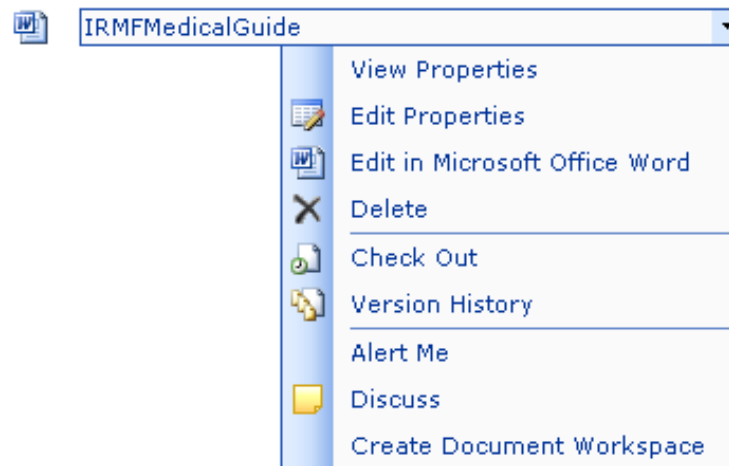 IRMFMedicalGuide
View Properties
Edit Properties
Edit in Microsoft Office Word
Delete
Check Out
Version History
Alert Me
Discuss
Create Document Workspace